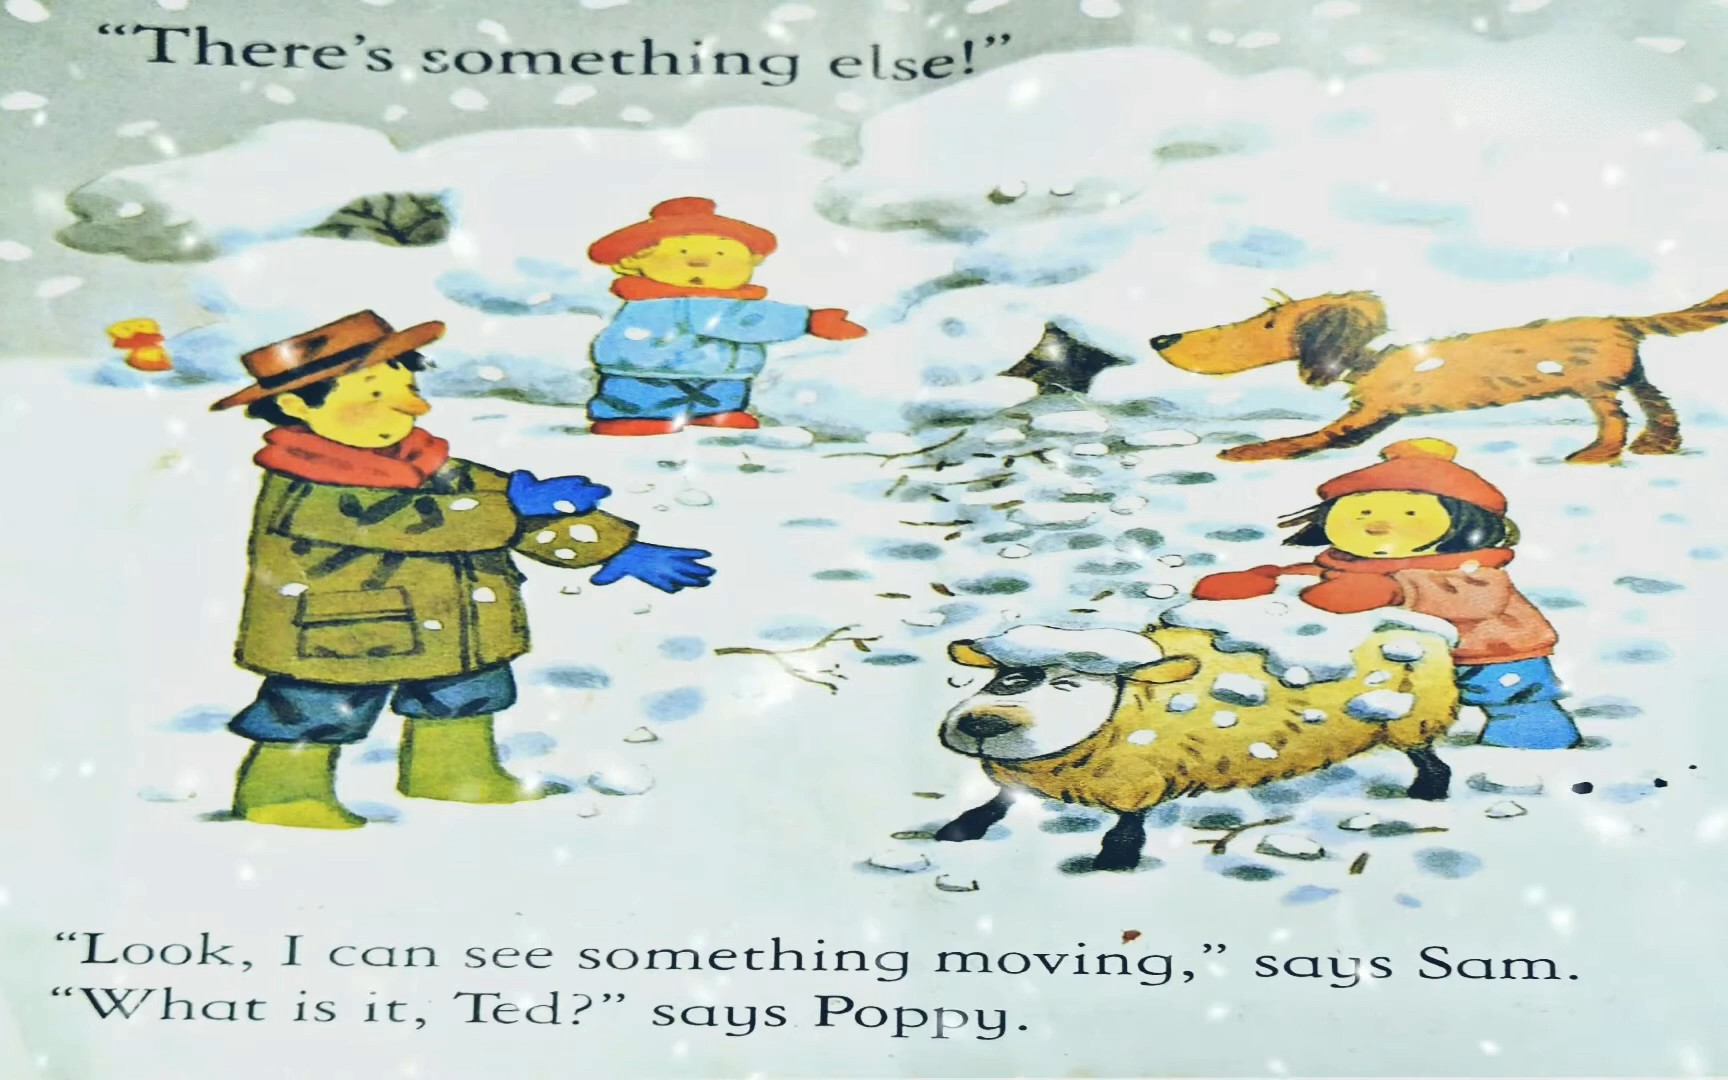 “There’s something else!”
“Look, I can see something moving,” says Sam.
“What is it, Ted?” says Poppy.